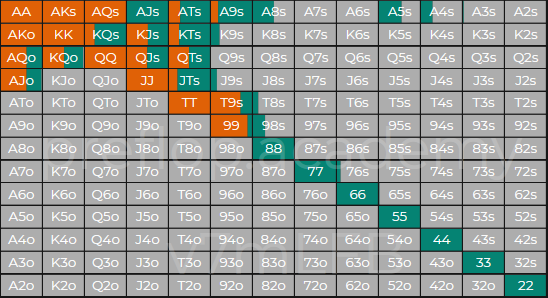 AA AKs AQs AJs ATs A9s A8s A7s A6s A5s A4s A3s A2s
AKo KK KQs KJs KTs K9s K8s K7s K6s K5s K4s K3s K2s
AQo KQo QQ QJs QTs Q9s Q8s Q7s Q6s Q5s Q4s Q3s Q2s
AJo KJo QJo JJ JTs J9s J8s J7s J6s J5s J4s J3s J2s
ATo KTo QTo JTo TT T9s T8s T7s T6s T5s T4s T3s T2s
A9o K9o Q9o J9o T9o 99 98s 97s 96s 95s 94s 93s 92s
A8o K8o Q8o J8o T8o 98o 88 87s 86s 85s 84s 83s 82s
preflop.academy
A7o K7o Q7o J7o T7o 97o 87o 77 76s 75s 74s 73s 72s
A6o K6o Q6o J6o T6o 96o 86o 76o 66 65s 64s 63s 62s
A5o K5o Q5o J5o T5o 95o 85o 75o 65o 55 54s 53s 52s
A4o K4o Q4o J4o T4o 94o 84o 74o 64o 54o 44 43s 42s
A3o K3o Q3o J3o T3o 93o 83o 73o 63o 53o 43o 33 32s
A2o K2o Q2o J2o T2o 92o 82o 72o 62o 52o 42o 32o 22